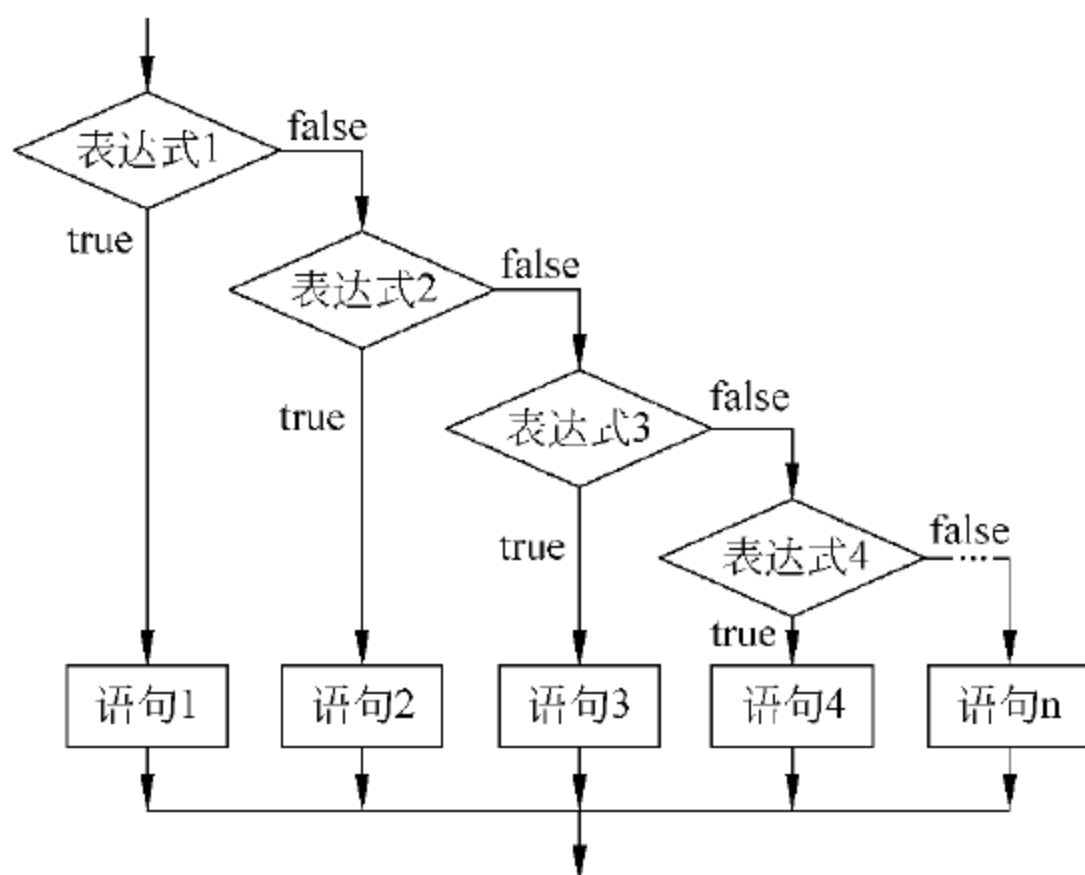 表达式1
false
true
表达式2
false
true
表达式3
false
true
表达式4
false
true
语句1
语句2
语句3
语句4
语句n